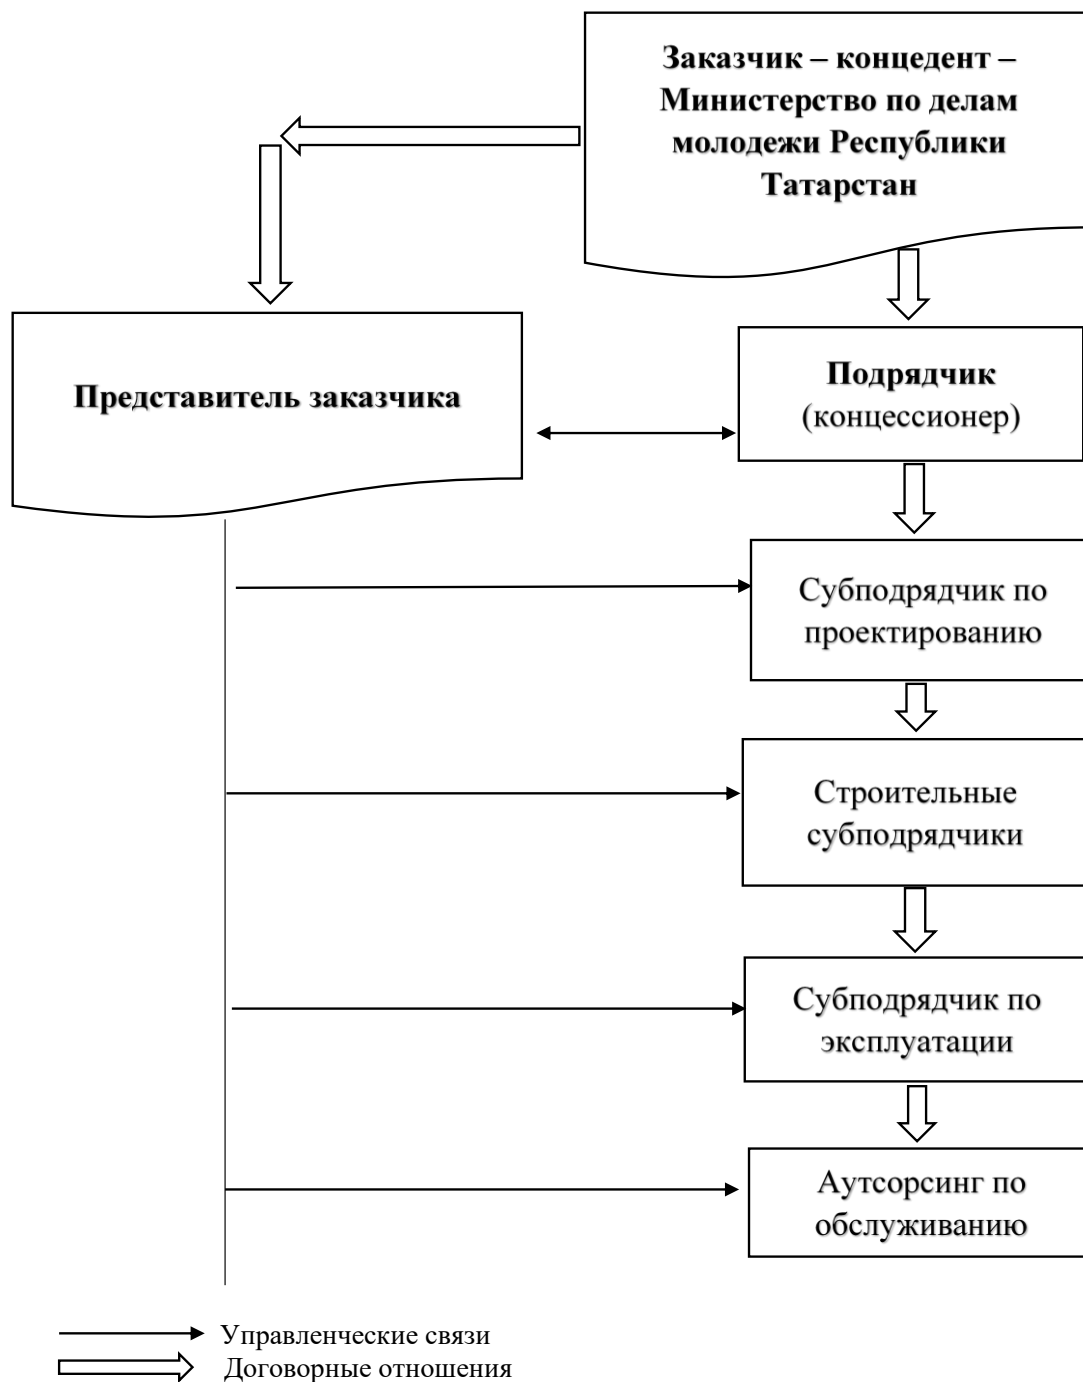 Заказчик – концедент –
Министерство по делам
молодежи Республики
Татарстан
Представитель заказчика
Подрядчик
(концессионер)
Субподрядчик по
проектированию
Строительные
субподрядчики
Субподрядчик по
эксплуатации
Аутсорсинг по
обслуживанию
Управленческие связи
Договорные отношения